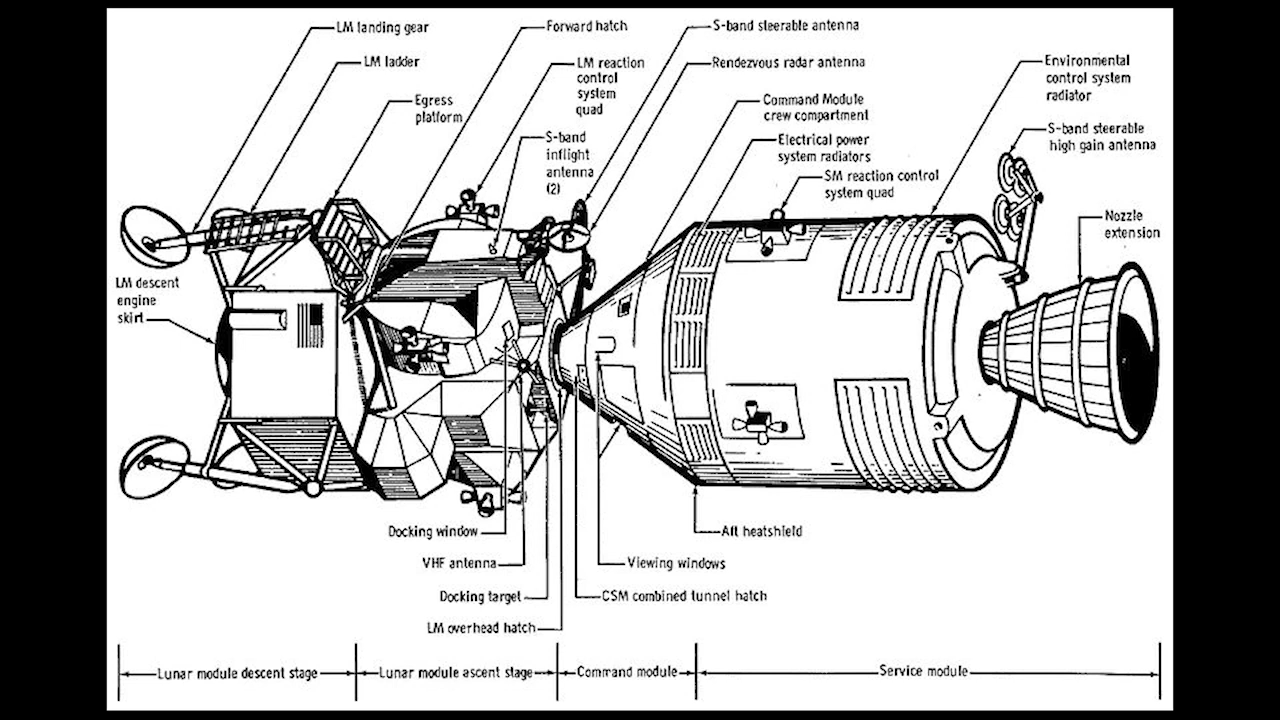 LM landing gear
LM ladder
Egress
platform
Forward hatch
LM reaction
control
system
quad
S-band
inflight
antenna
(2)
S-band steerable antenna
Rendezvous radar antenna
Command Module
crew compartment
Electrical power
system radiators
SM reaction control
system quad
Environmental
control system
radiator
S-band steerable
high gain antenna
Nozzle
extension
LM descent
engine
skirt
Docking window
VHF antenna
Docking target
LM overhead hatch
Aft heatshield
Viewing windows
CSM combined tunnel hatch
Lunar module descent stage
Lunar module ascent stage
Command module
Service module